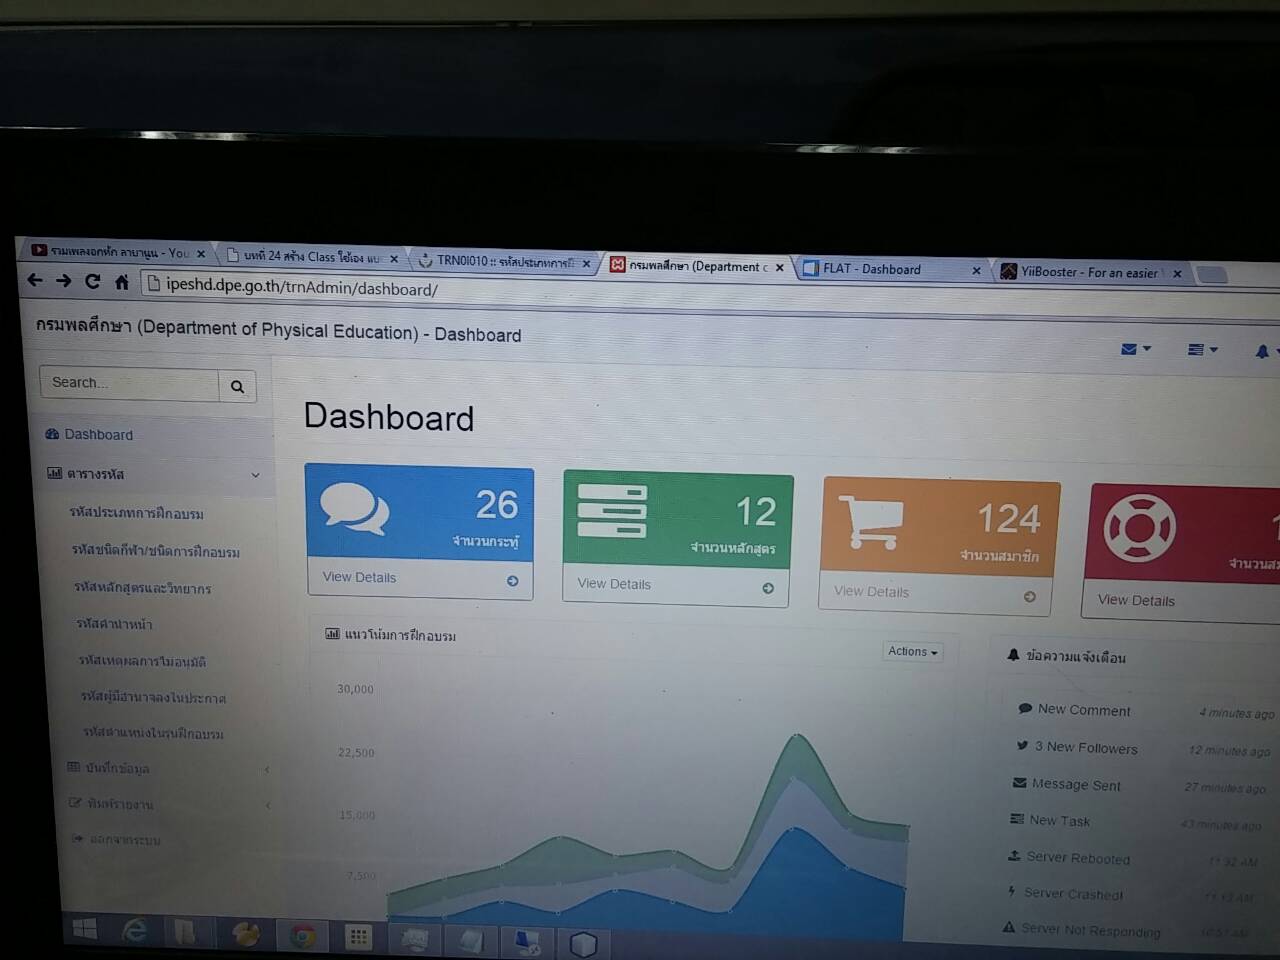 รวมเพลงอกหัก ลาบานูน - You
บทที่ 24 สร้าง Class ใช้เอง แบ
TRN0I010 :: รหัสประเภทการฝึ
กรมพลศึกษา (Department o
FLAT - Dashboard
YiiBooster - For an easier
ipeshd.dpe.go.th/trnAdmin/dashboard/
กรมพลศึกษา (Department of Physical Education) - Dashboard
Search...
Dashboard
ตารางรหัส
รหัสประเภทการฝึกอบรม
รหัสชนิดกีฬา/ชนิดการฝึกอบรม
รหัสหลักสูตรและวิทยากร
รหัสคำนำหน้า
รหัสเหตุผลการไม่อนุมัติ
รหัสผู้มีอำนาจลงในประกาศ
รหัสตำแหน่งในรุ่นฝึกอบรม
บันทึกข้อมูล
พิมพ์รายงาน
ออกจากระบบ
Dashboard
26
จำนวนกระทู้
View Details
12
จำนวนหลักสูตร
View Details
124
จำนวนสมาชิก
View Details
จำนวนสม
View Details
แนวโน้มการฝึกอบรม
Actions
30,000
22,500
15,000
7,500
ข้อความแจ้งเตือน
New Comment 4 minutes ago
3 New Followers 12 minutes ago
Message Sent 27 minutes ago
New Task 43 minutes ago
Server Rebooted 11:32 AM
Server Crashed! 11:13 AM
Server Not Responding 10:57 AM